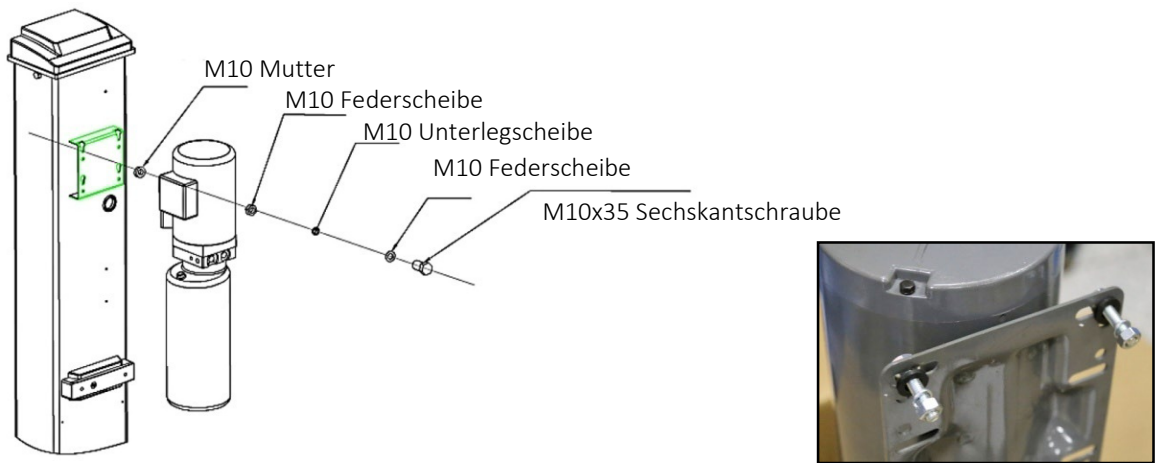 M10 Mutter
M10 Federscheibe
M10 Unterlegscheibe
M10 Federscheibe
M10x35 Sechskantschraube